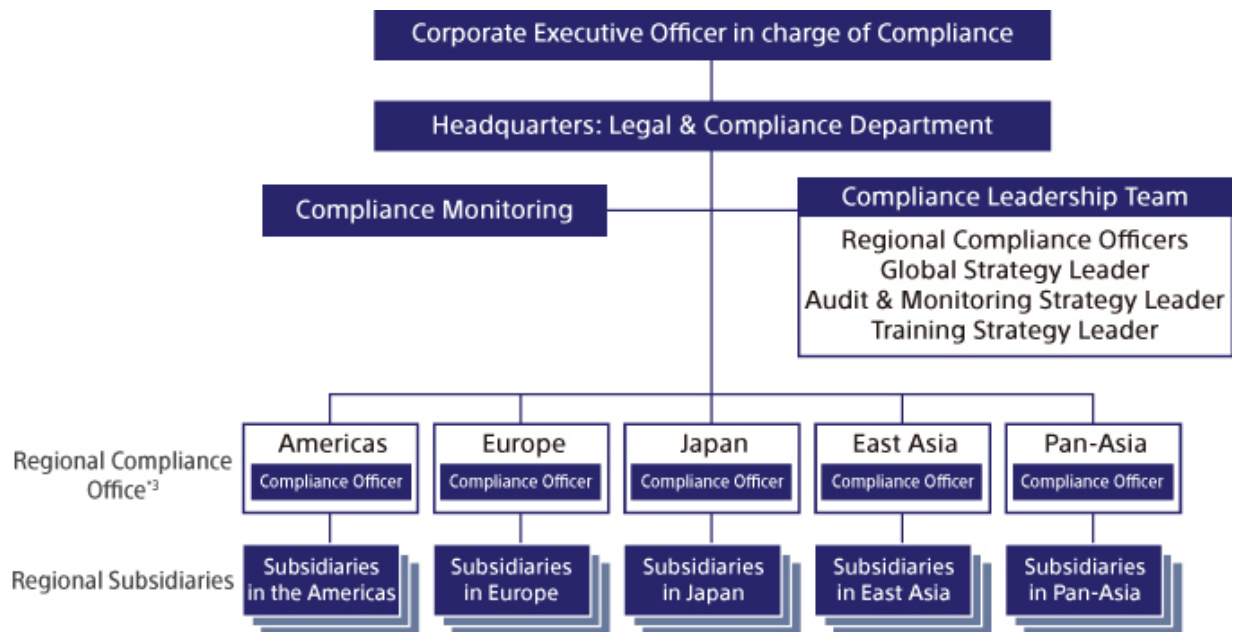 Corporate Executive Officer in charge of Compliance
Headquarters: Legal & Compliance Department
Compliance Monitoring
Compliance Leadership Team
Regional Compliance Officers
Global Strategy Leader
Audit & Monitoring Strategy Leader
Training Strategy Leader
Regional Compliance
Office*3
Americas
Compliance Officer
Europe
Compliance Officer
Japan
Compliance Officer
East Asia
Compliance Officer
Pan-Asia
Compliance Officer
Regional Subsidiaries
Subsidiaries
in the Americas
Subsidiaries
in Europe
Subsidiaries
in Japan
Subsidiaries
in East Asia
Subsidiaries
in Pan-Asia